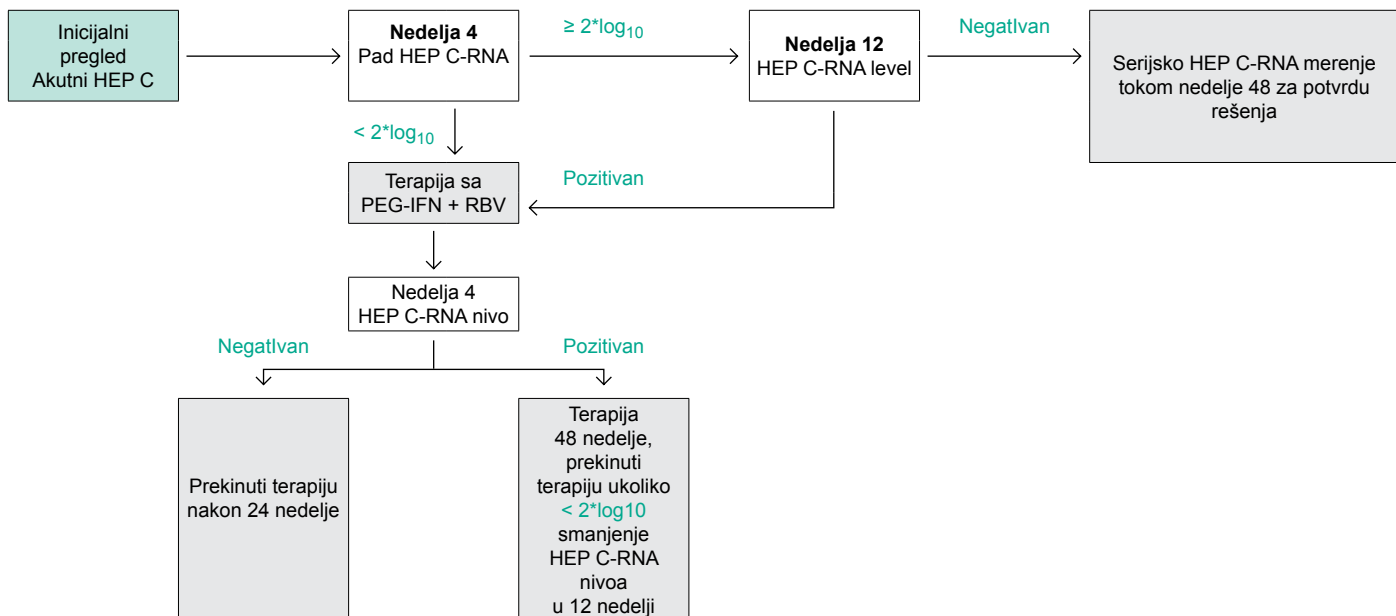 Inicijalni
pregled
Akutni HEP C
Nedelja 4
Pad HEP C-RNA
≥ 2*log10
Nedelja 12
HEP C-RNA level
NegatIvan
Serijsko HEP C-RNA merenje
tokom nedelje 48 za potvrdu
rešenja
< 2*log10
Terapija sa
PEG-IFN + RBV
Pozitivan
Nedelja 4
HEP C-RNA nivo
NegatIvan
Pozitivan
Prekinuti terapiju
nakon 24 nedelje
Terapija
48 nedelje,
prekinuti
terapiju ukoliko
< 2*log10
smanjenje
HEP C-RNA
nivoa
u 12 nedelji